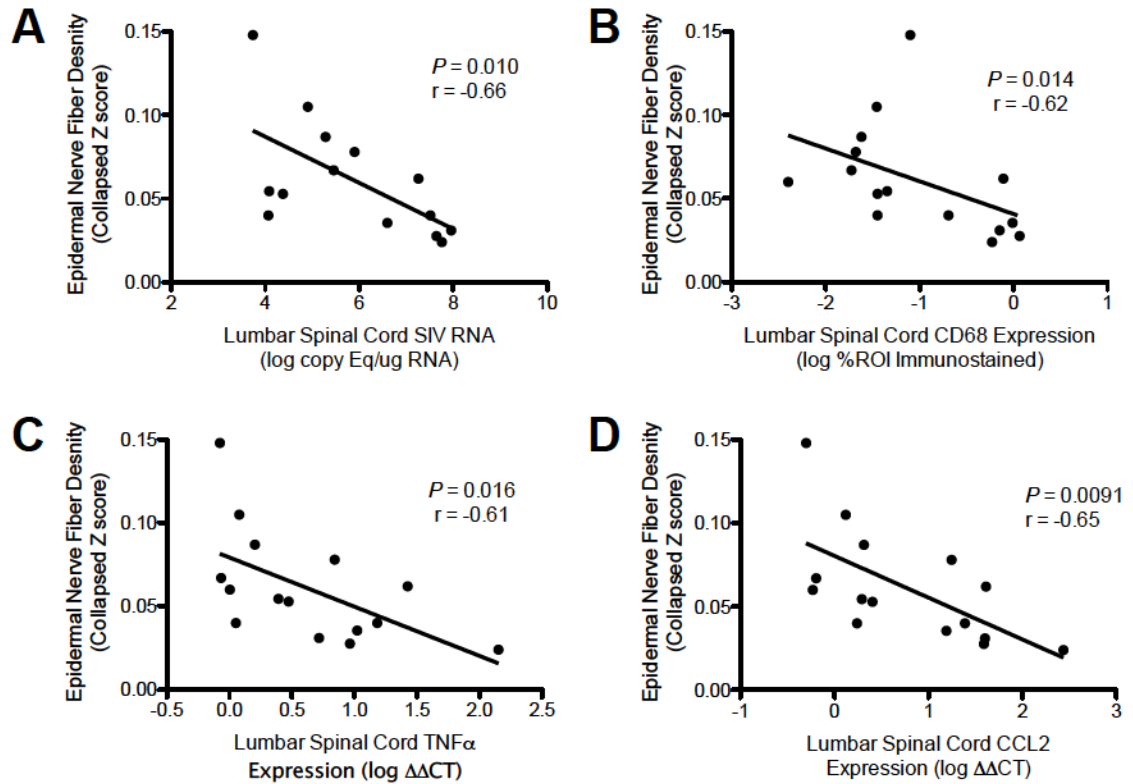 A
Epidermal Nerve Fiber Desnity
(Collapsed Z score)
0.15
0.10
0.05
0.00
P = 0.010
r = -0.66
2 4 6 8 10
Lumbar Spinal Cord SIV RNA
(log copy Eq/ug RNA)
B
Epidermal Nerve Fiber Desnity
(Collapsed Z score)
0.15
0.10
0.05
0.00
P = 0.014
r = -0.62
-3 -2 -1 0 1
Lumbar Spinal Cord CD68 Expression
(log %ROI Immunostained)
C
Epidermal Nerve Fiber Desnity
(Collapsed Z score)
0.15
0.10
0.05
0.00
P = 0.016
r = -0.61
-0.5 0.0 0.5 1.0 1.5 2.0 2.5
Lumbar Spinal Cord TNFα
Expression (log ΔΔCT)
D
Epidermal Nerve Fiber Desnity
(Collapsed Z score)
0.15
0.10
0.05
0.00
P = 0.0091
r = -0.65
-1 0 1 2 3
Lumbar Spinal Cord CCL2
Expression (log ΔΔCT)